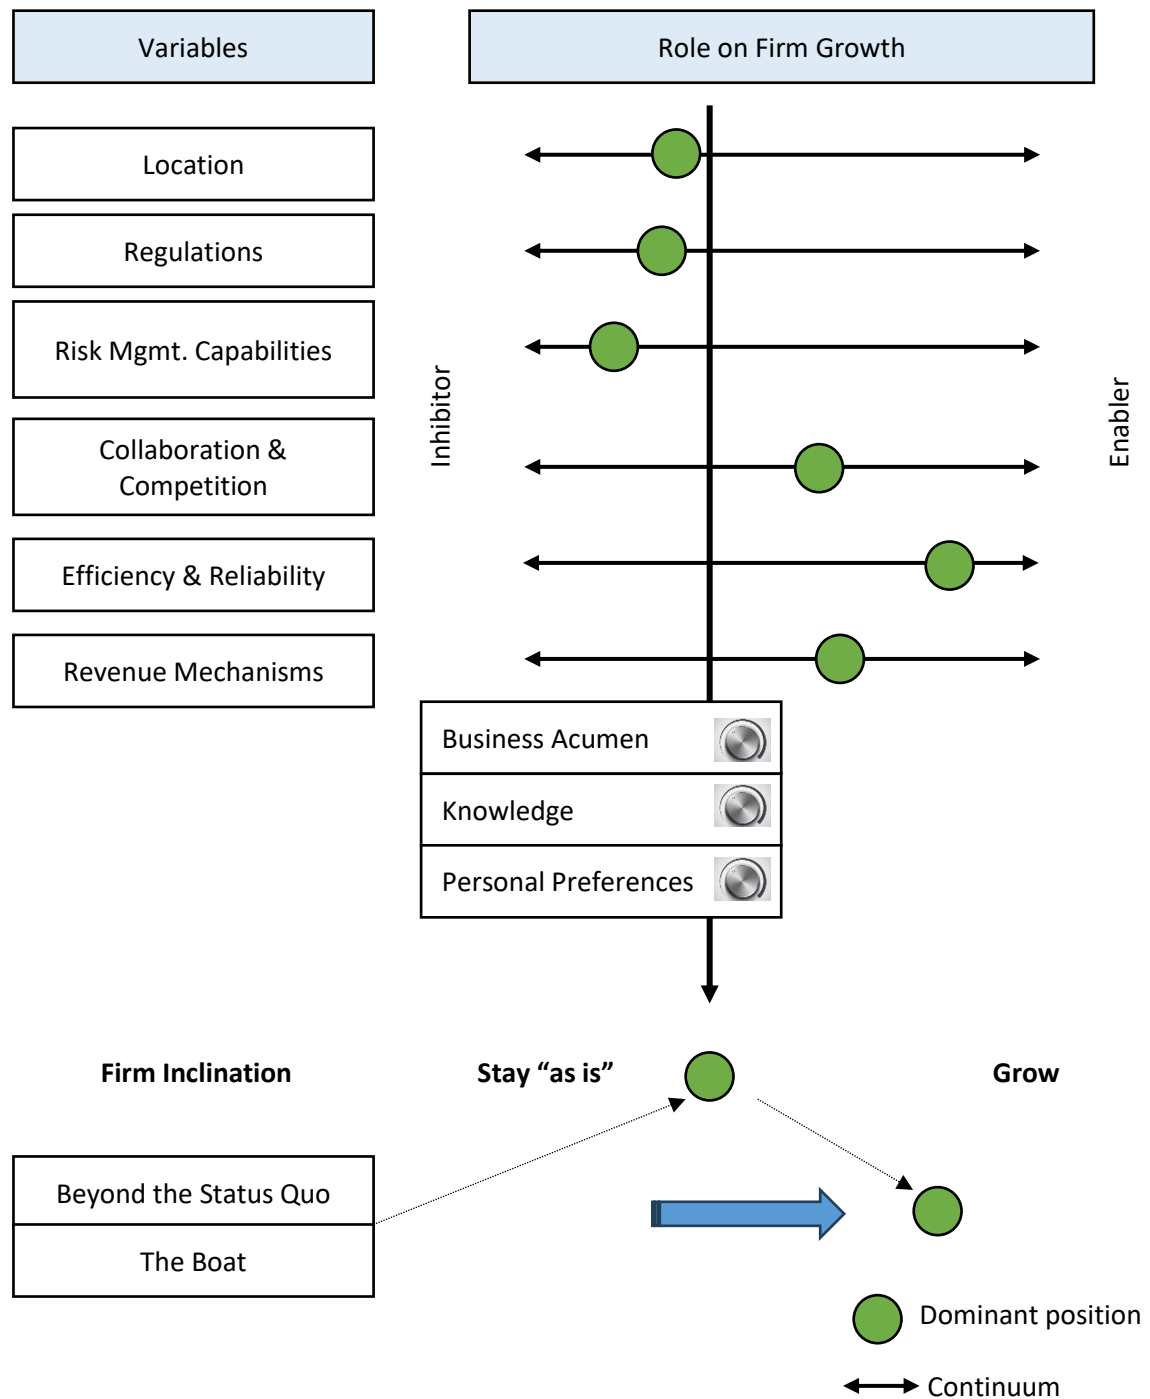 Variables
Role on Firm Growth
Location
Regulations
Risk Mgmt. Capabilities
Inhibitor
Enabler
Collaboration &
Competition
Efficiency & Reliability
Revenue Mechanisms
Business Acumen
Knowledge
Personal Preferences
Firm Inclination
Stay “as is”
Grow
Beyond the Status Quo
The Boat
Dominant position
Continuum